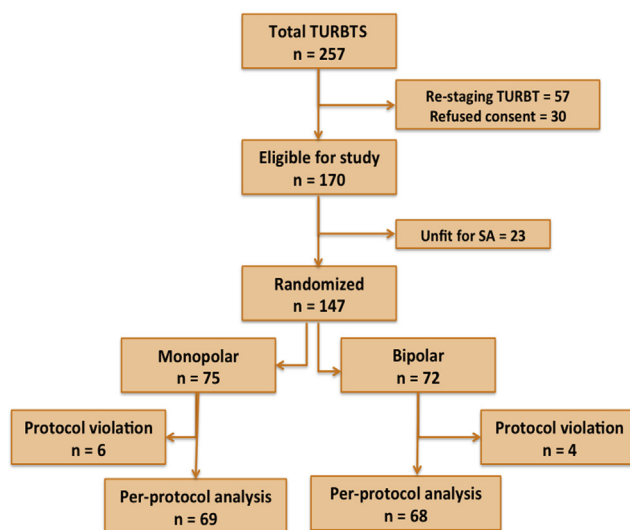 Total TURBTS
n = 257
Re-staging TURBT = 57
Refused consent = 30
Eligible for study
n = 170
Unfit for SA = 23
Randomized
n = 147
Monopolar
n = 75
Bipolar
n = 72
Protocol violation
n = 6
Protocol violation
n = 4
Per-protocol analysis
n = 69
Per-protocol analysis
n = 68